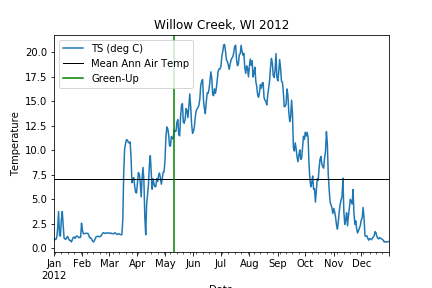 Willow Creek, WI 2012
TS (deg C)
Mean Ann Air Temp
Green-Up
Temperature
20.0
17.5
15.0
12.5
10.0
7.5
5.0
2.5
0.0
Jan Feb Mar Apr May Jun Jul Aug Sep Oct Nov Dec
2012